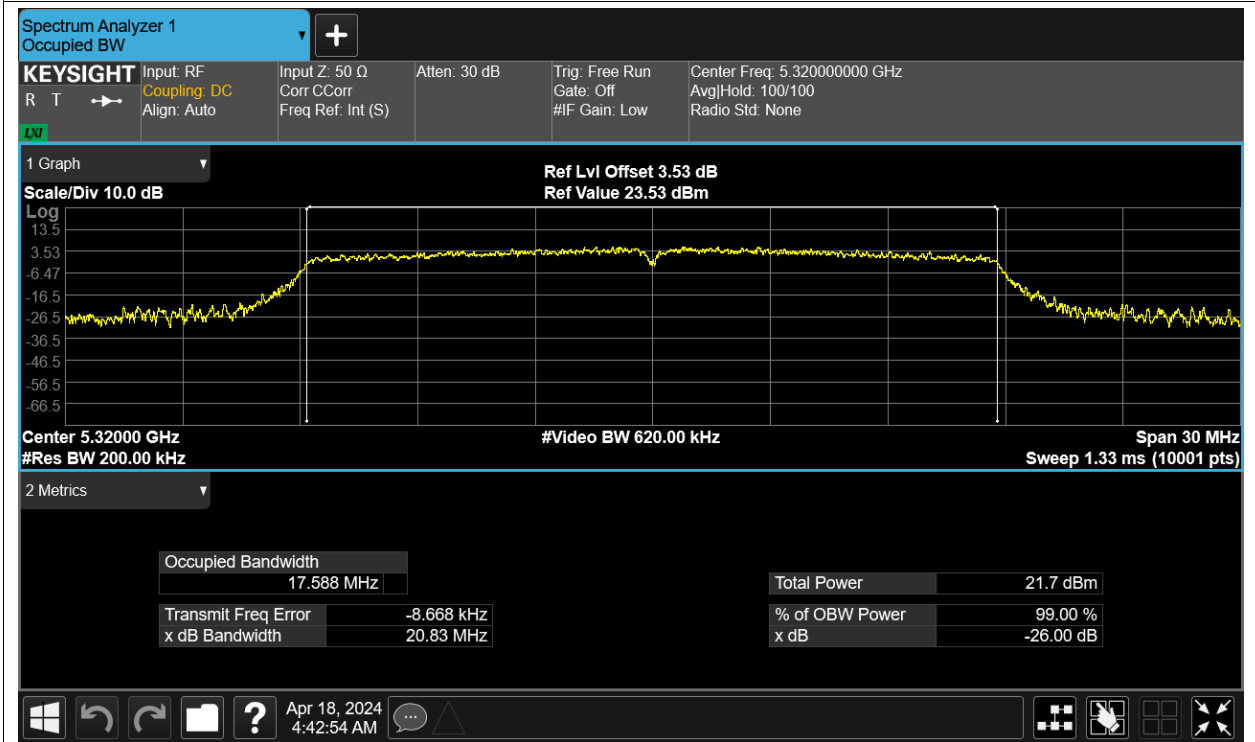 Spectrum Analyzer 1
Occupied BW
KEYSIGHT
R T
LXI
Input: RF
Coupling: DC
Align: Auto
Input Z: 50 Ω
Corr CCorr
Freq Ref: Int (S)
Atten: 30 dB
Trig: Free Run
Gate: Off
#IF Gain: Low
Center Freq: 5.320000000 GHz
Avg|Hold: 100/100
Radio Std: None
1 Graph
Scale/Div 10.0 dB
Ref Lvl Offset 3.53 dB
Ref Value 23.53 dBm
Log
13.5
3.53
-6.47
-16.5
-26.5
-36.5
-46.5
-56.5
-66.5
Center 5.32000 GHz
#Res BW 200.00 kHz
#Video BW 620.00 kHz
Span 30 MHz
Sweep 1.33 ms (10001 pts)
2 Metrics
Occupied Bandwidth
17.588 MHz
Transmit Freq Error -8.668 kHz
x dB Bandwidth 20.83 MHz
Total Power 21.7 dBm
% of OBW Power 99.00 %
x dB -26.00 dB
?
Apr 18, 2024
4:42:54 AM